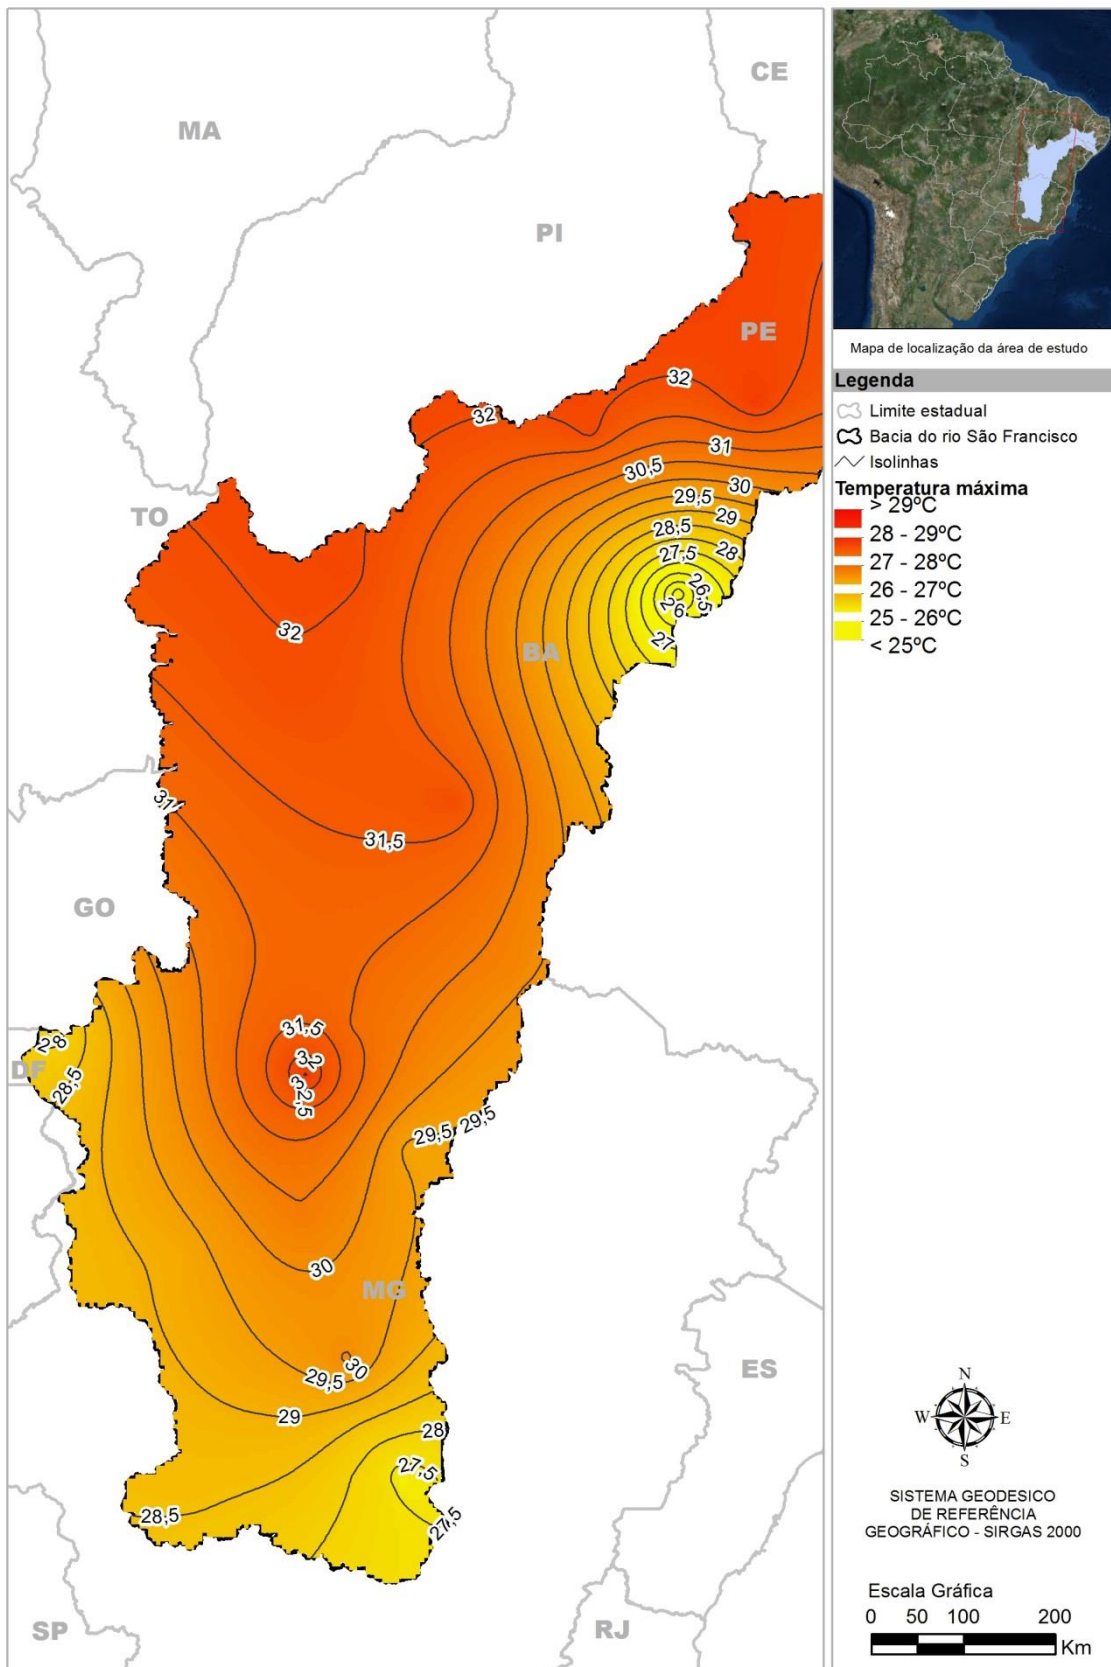 CE
MA
PI
PE
32
32
31
30,5
30
29,5
29
28,5
28
27,5
26,5
26
27
TO
32
BA
31,5
31
GO
31,5
32
32,5
28
DF
28,5
29,5
29,5
30
MG
30
29,5
29
28
27,5
27,5
28,5
ES
SP
RJ
Mapa de localização da área de estudo
Legenda
Limite estadual
Bacia do rio São Francisco
Isolinhas
Temperatura máxima
> 29ºC
28 - 29ºC
27 - 28ºC
26 - 27ºC
25 - 26ºC
< 25ºC
N
W E
S
SISTEMA GEODESICO
DE REFERÊNCIA
GEOGRÁFICO - SIRGAS 2000
Escala Gráfica
0 50 100 200
Km